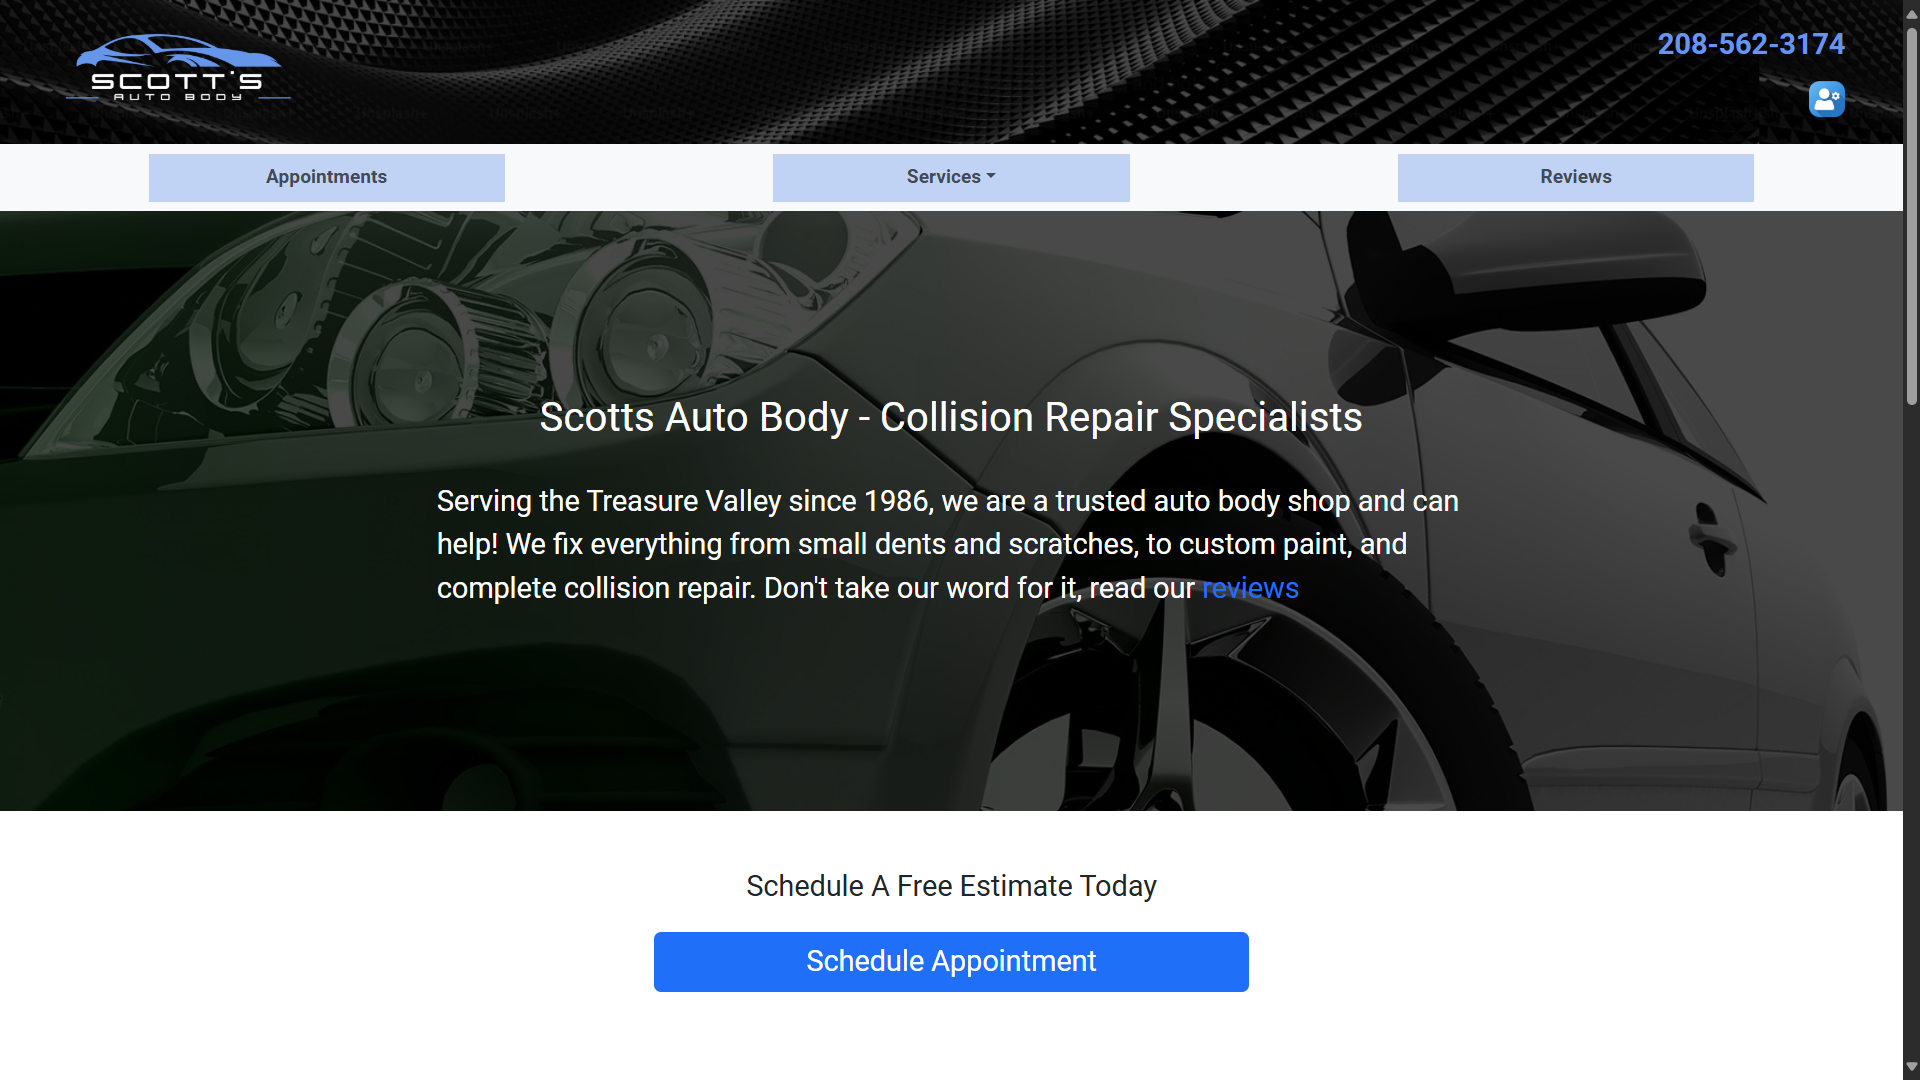 SCOTT'S
AUTO BODY
208-562-3174
Appointments
Services
Reviews
Scotts Auto Body - Collision Repair Specialists
Serving the Treasure Valley since 1986, we are a trusted auto body shop and can
help! We fix everything from small dents and scratches, to custom paint, and
complete collision repair. Don't take our word for it, read our reviews
Schedule A Free Estimate Today
Schedule Appointment